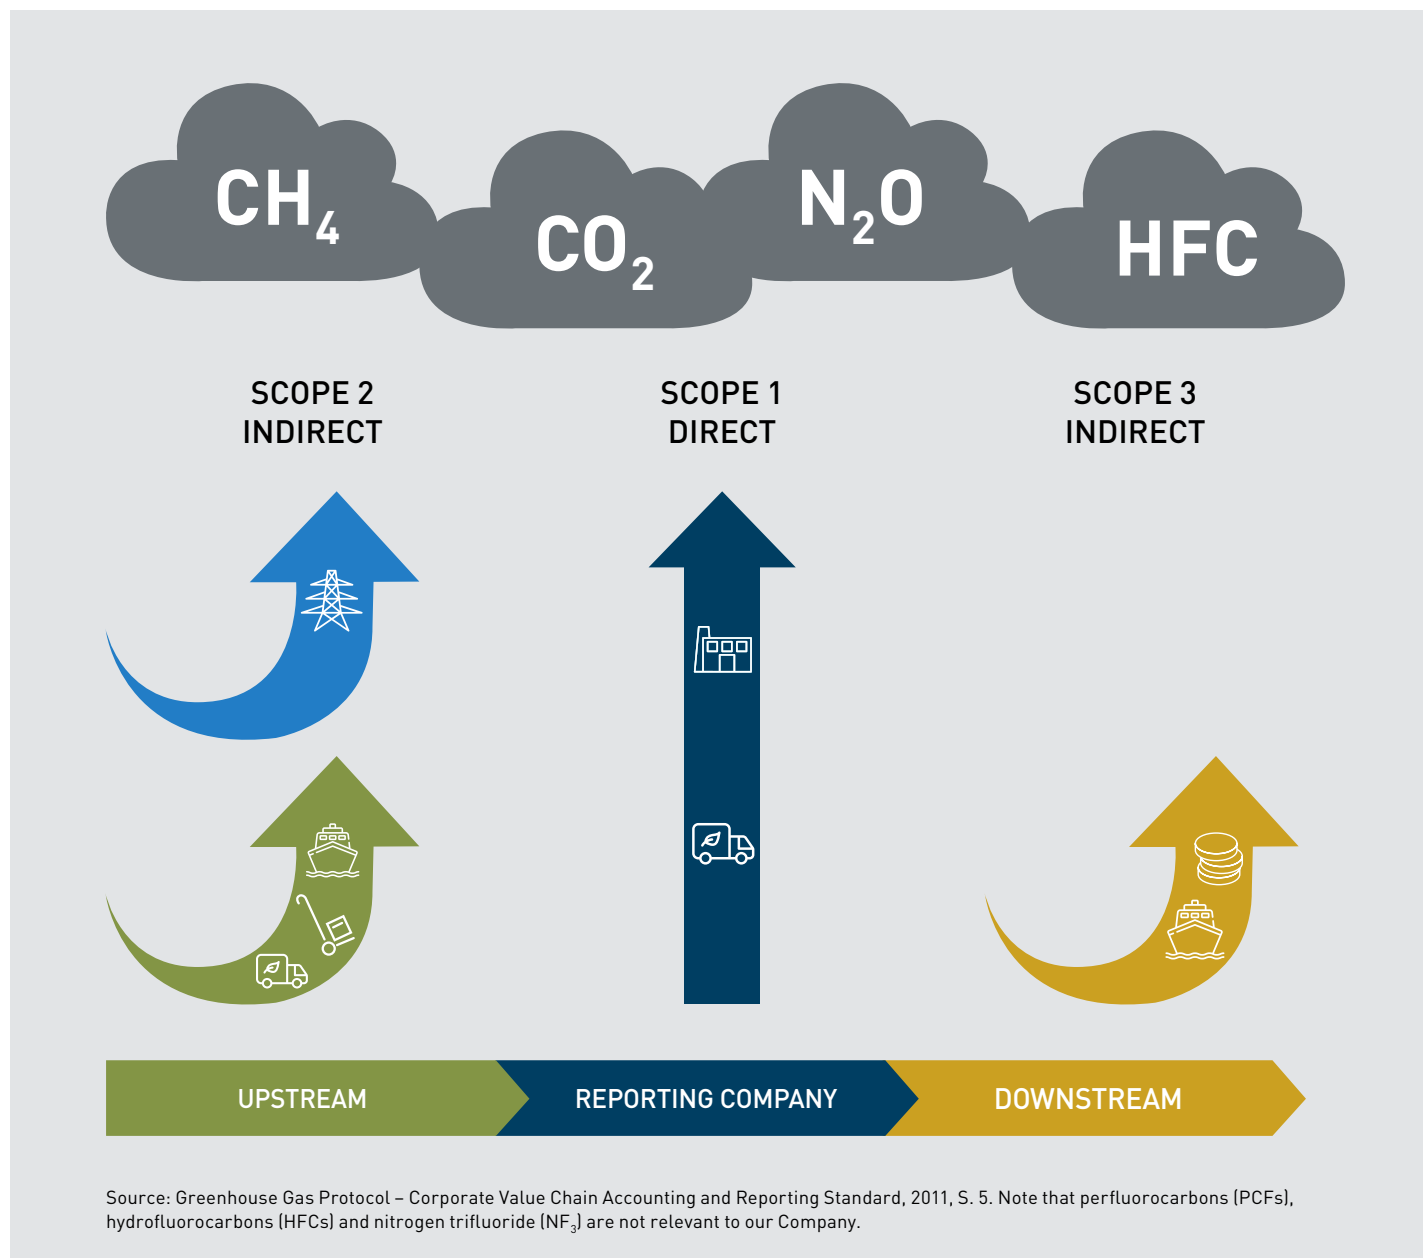 CH₄
CO₂
N₂O
HFC
SCOPE 2
INDIRECT
SCOPE 1
DIRECT
SCOPE 3
INDIRECT
UPSTREAM
REPORTING COMPANY
DOWNSTREAM
Source: Greenhouse Gas Protocol – Corporate Value Chain Accounting and Reporting Standard, 2011, S. 5. Note that perfluorocarbons (PCFs),
hydrofluorocarbons (HFCs) and nitrogen trifluoride (NF₃) are not relevant to our Company.